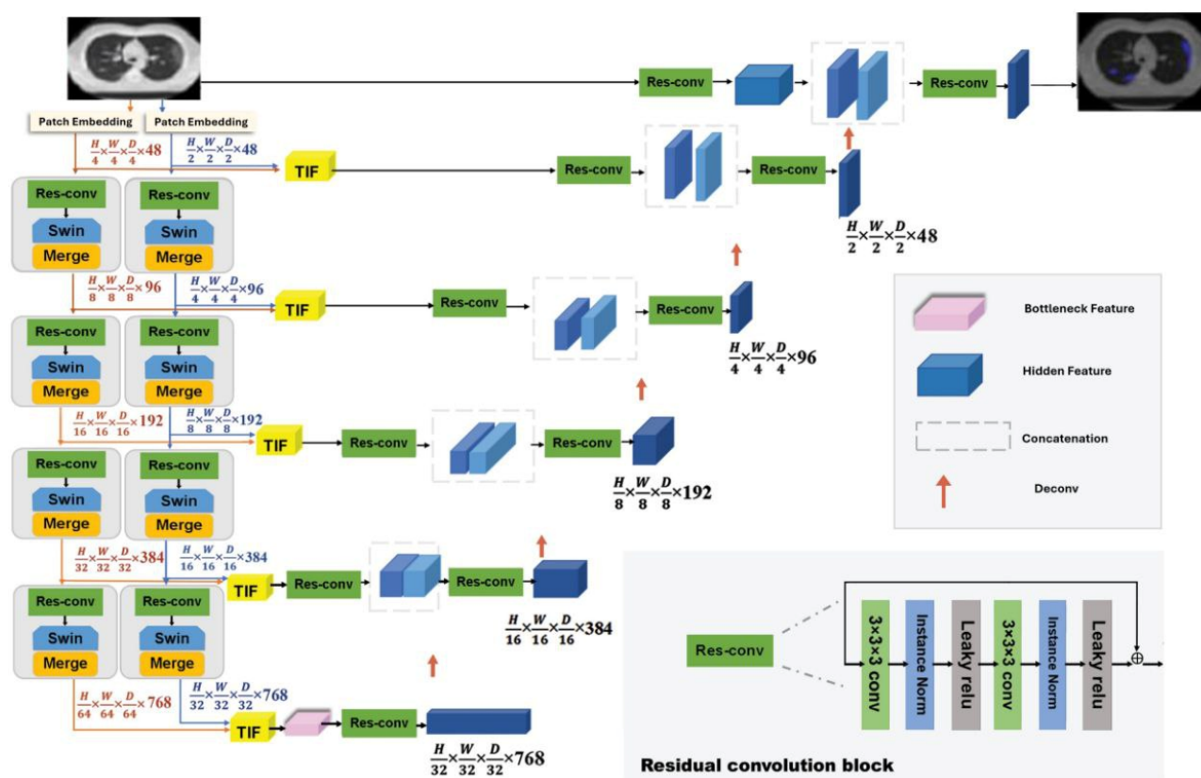 Res-conv
Res-conv
Patch Embedding
Patch Embedding
H/4×W/4×D/4×48
H/2×W/2×D/2×48
TIF
Res-conv
Res-conv
H/2×W/2×D/2×48
Res-conv
Res-conv
Swin
Swin
Merge
Merge
H/8×W/8×D/8×96
H/4×W/4×D/4×96
TIF
Res-conv
Res-conv
H/4×W/4×D/4×96
Res-conv
Res-conv
Swin
Swin
Merge
Merge
H/16×W/16×D/16×192
H/8×W/8×D/8×192
TIF
Res-conv
Res-conv
H/8×W/8×D/8×192
Res-conv
Res-conv
Swin
Swin
Merge
Merge
H/32×W/32×D/32×384
H/16×W/16×D/16×384
TIF
Res-conv
Res-conv
H/16×W/16×D/16×384
Res-conv
Res-conv
Swin
Swin
Merge
Merge
H/64×W/64×D/64×768
H/32×W/32×D/32×768
TIF
Res-conv
H/32×W/32×D/32×768
Bottleneck Feature
Hidden Feature
Concatenation
Deconv
Res-conv
3×3×3 conv
Instance Norm
Leaky relu
3×3×3 conv
Instance Norm
Leaky relu
Residual convolution block